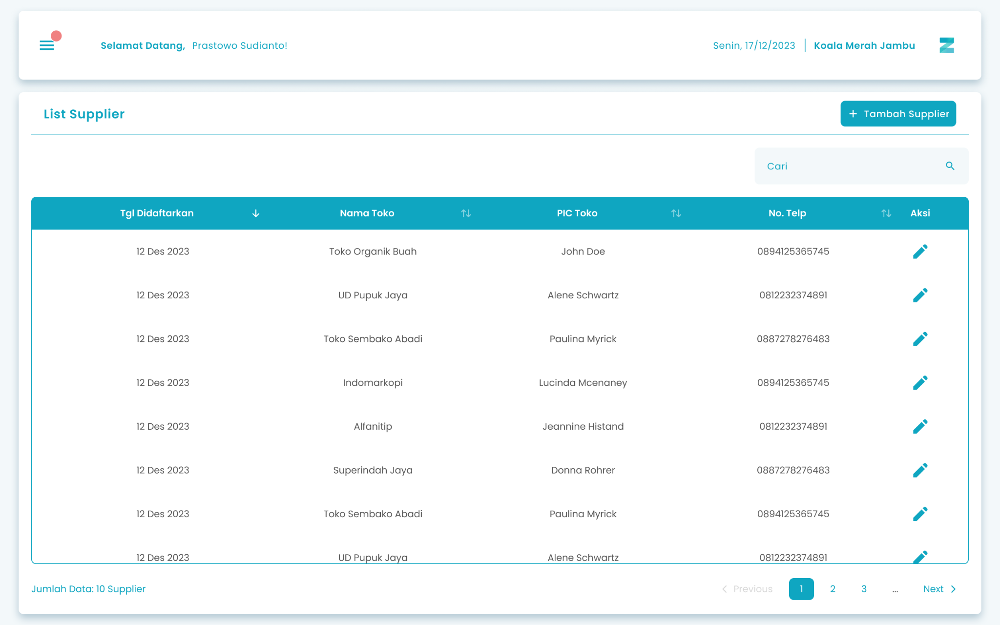 Selamat Datang, Prastowo Sudianto!
Senin, 17/12/2023 | Koala Merah Jambu
List Supplier
+ Tambah Supplier
Cari
Tgl Didaftarkan Nama Toko PIC Toko No. Telp Aksi
12 Des 2023 Toko Organik Buah John Doe 0894125365745
12 Des 2023 UD Pupuk Jaya Alene Schwartz 0812232374891
12 Des 2023 Toko Sembako Abadi Paulina Myrick 0887278276483
12 Des 2023 Indomarkopi Lucinda Mcenaney 0894125365745
12 Des 2023 Alfanitip Jeannine Histand 0812232374891
12 Des 2023 Superindah Jaya Donna Rohrer 0887278276483
12 Des 2023 Toko Sembako Abadi Paulina Myrick 0894125365745
12 Des 2023 UD Pupuk Jaya Alene Schwartz 0812232374891
Jumlah Data: 10 Supplier
Previous 1 2 3 ... Next